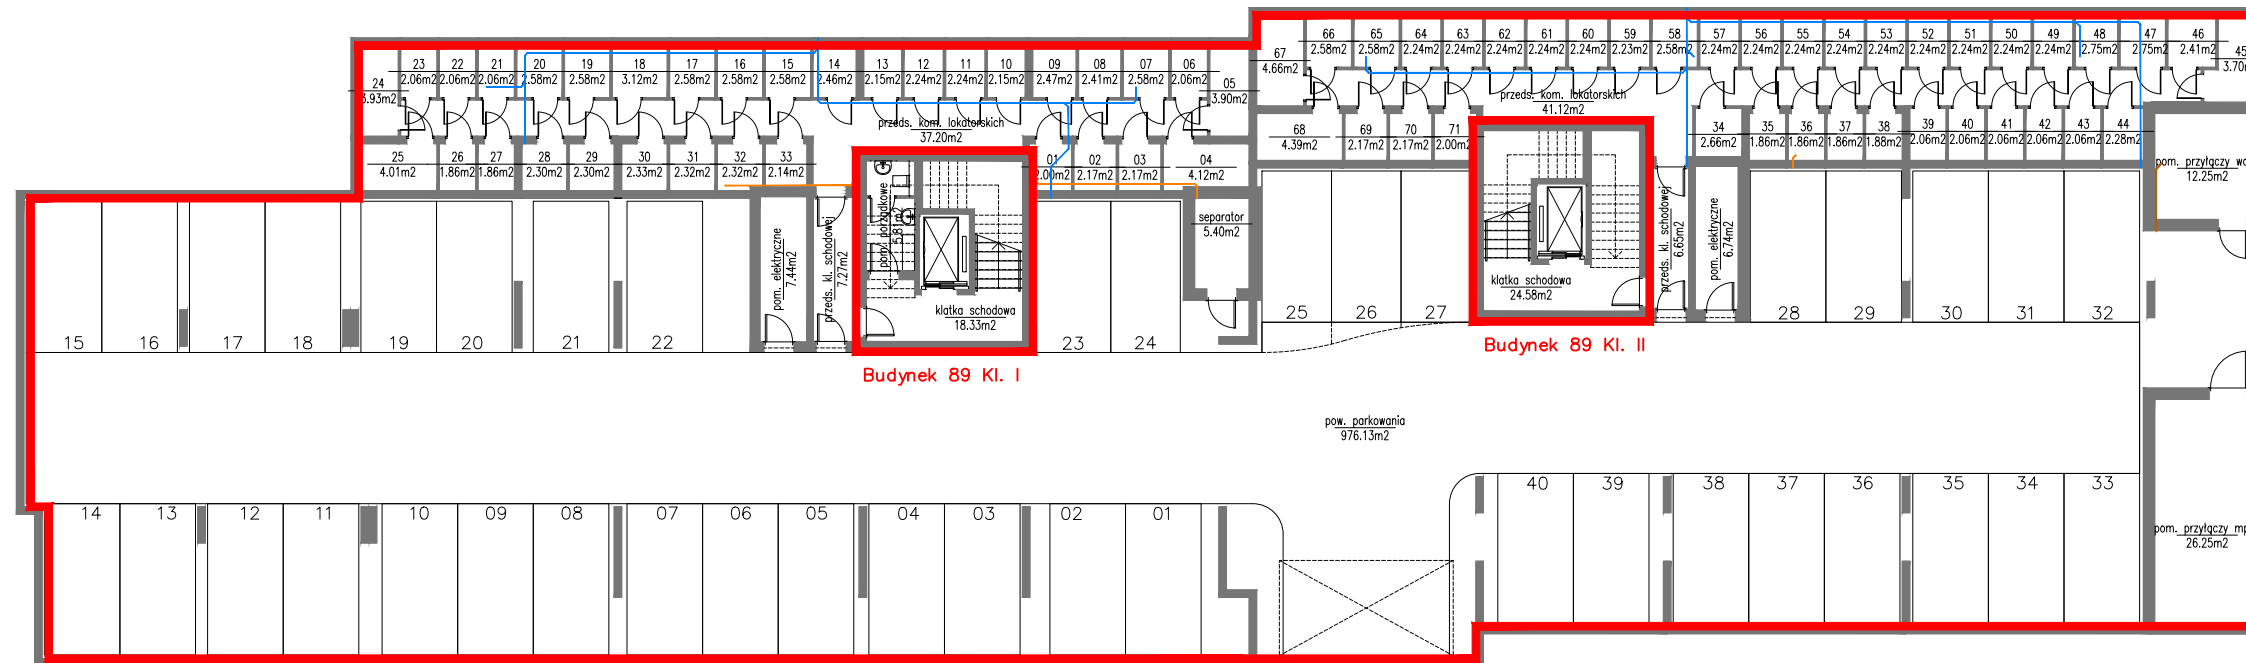 66
2.58m2
65
2.58m2
64
2.24m2
63
2.24m2
62
2.24m2
61
2.24m2
60
2.24m2
59
2.23m2
58
2.58m2
57
2.24m2
56
2.24m2
55
2.24m2
54
2.24m2
53
2.24m2
52
2.24m2
51
2.24m2
50
2.24m2
49
2.24m2
48
2.75m2
47
2.75m2
46
2.41m2
45
3.70m2
67
4.66m2
24
3.93m2
23
2.06m2
22
2.06m2
21
2.06m2
20
2.58m2
19
2.58m2
18
3.12m2
17
2.58m2
16
2.58m2
15
2.58m2
14
2.46m2
13
2.15m2
12
2.24m2
11
2.24m2
10
2.15m2
09
2.47m2
08
2.41m2
07
2.58m2
06
2.06m2
05
3.90m2
przeds. kom. lokatorskich
37.20m2
przeds. kom. lokatorskich
41.12m2
68
4.39m2
69
2.17m2
70
2.17m2
71
2.00m2
34
2.66m2
35
1.86m2
36
1.86m2
37
1.86m2
38
1.88m2
39
2.06m2
40
2.06m2
41
2.06m2
42
2.06m2
43
2.06m2
44
2.28m2
25
4.01m2
26
1.86m2
27
1.86m2
28
2.30m2
29
2.30m2
30
2.33m2
31
2.32m2
32
2.32m2
33
2.14m2
01
2.00m2
02
2.17m2
03
2.17m2
04
4.12m2
pom. przyłączy wo
12.25m2
pom. elektryczne
7.44m2
przeds. kl. schodowej
7.27m2
pom. porządkowe
5.81m2
klatka schodowa
18.33m2
separator
5.40m2
klatka schodowa
24.58m2
przeds. kl. schodowej
6.65m2
pom. elektryczne
6.74m2
15
16
17
18
19
20
21
22
23
24
25
26
27
28
29
30
31
32
Budynek 89 Kl. I
Budynek 89 Kl. II
pow. parkowania
976.13m2
14
13
12
11
10
09
08
07
06
05
04
03
02
01
40
39
38
37
36
35
34
33
pom. przyłączy mp
26.25m2